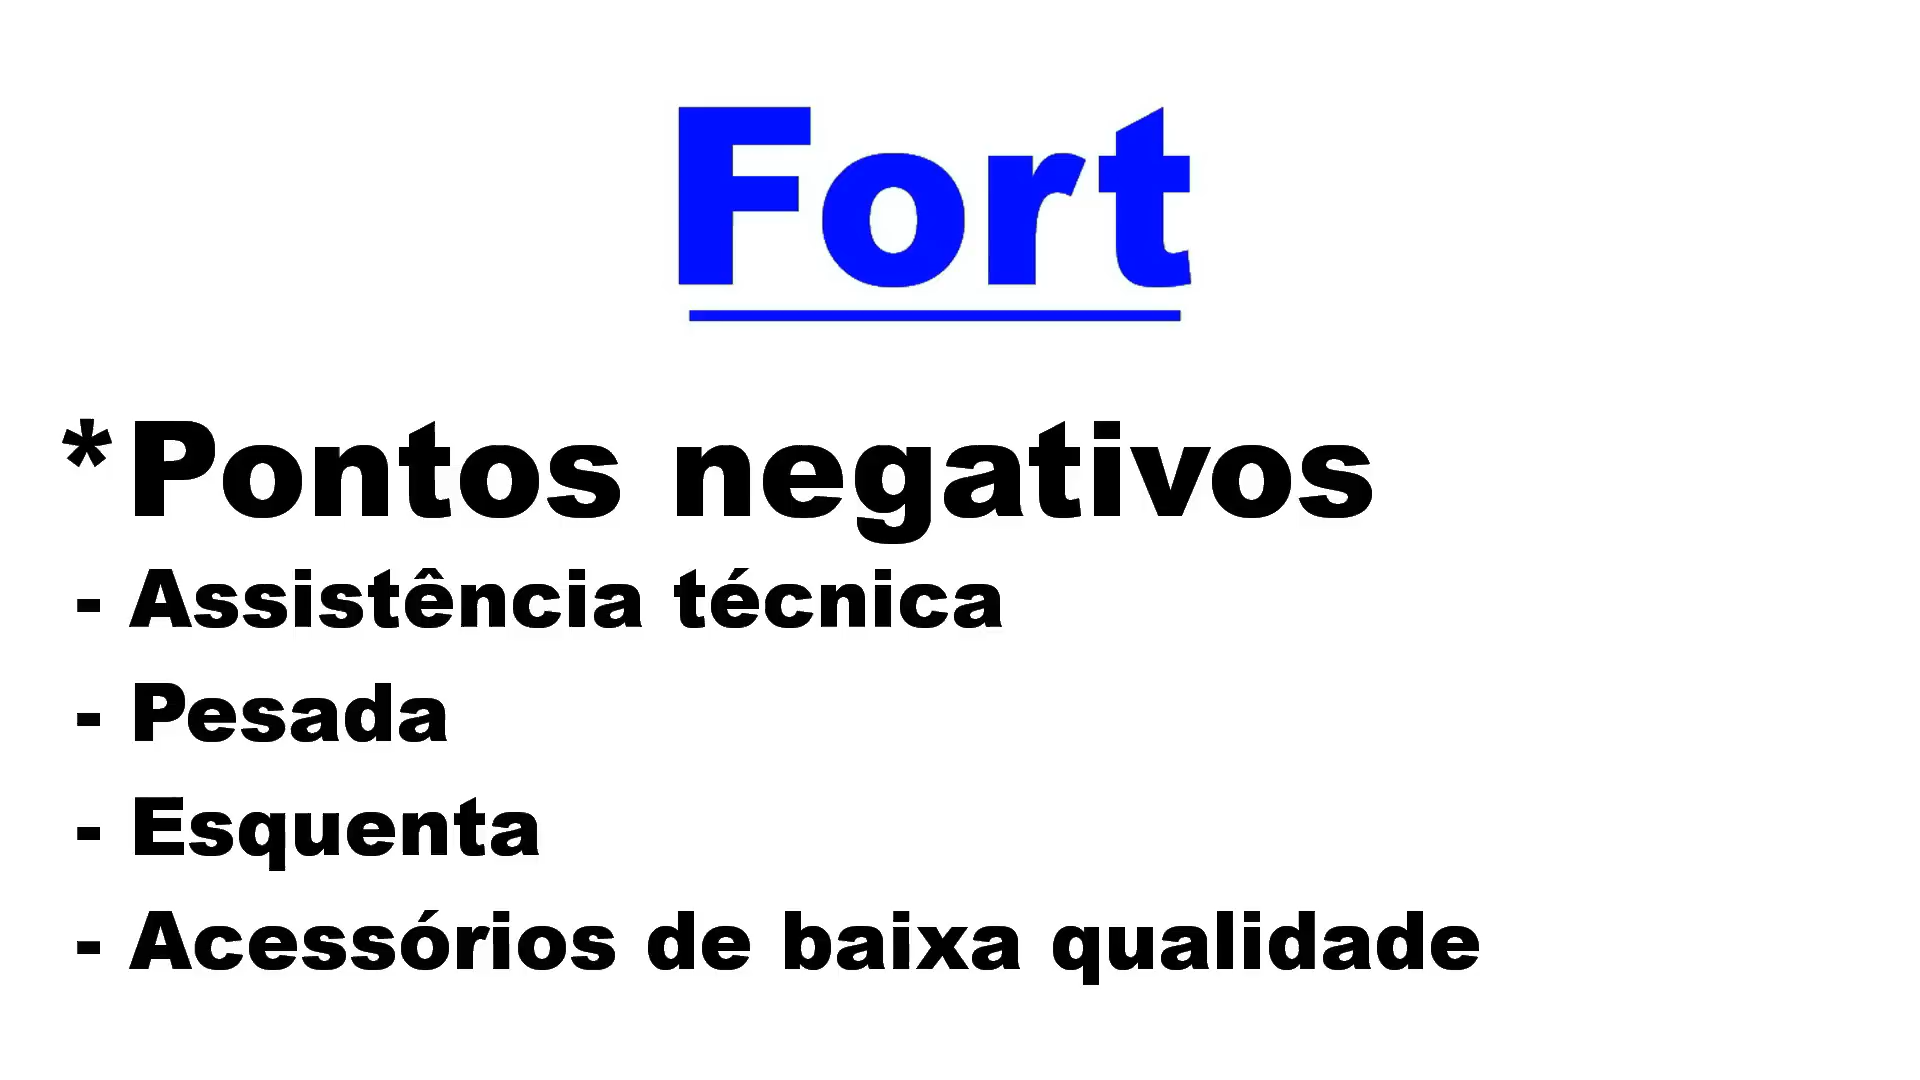 Fort
*Pontos negativos
- Assistência técnica
- Pesada
- Esquenta
- Acessórios de baixa qualidade